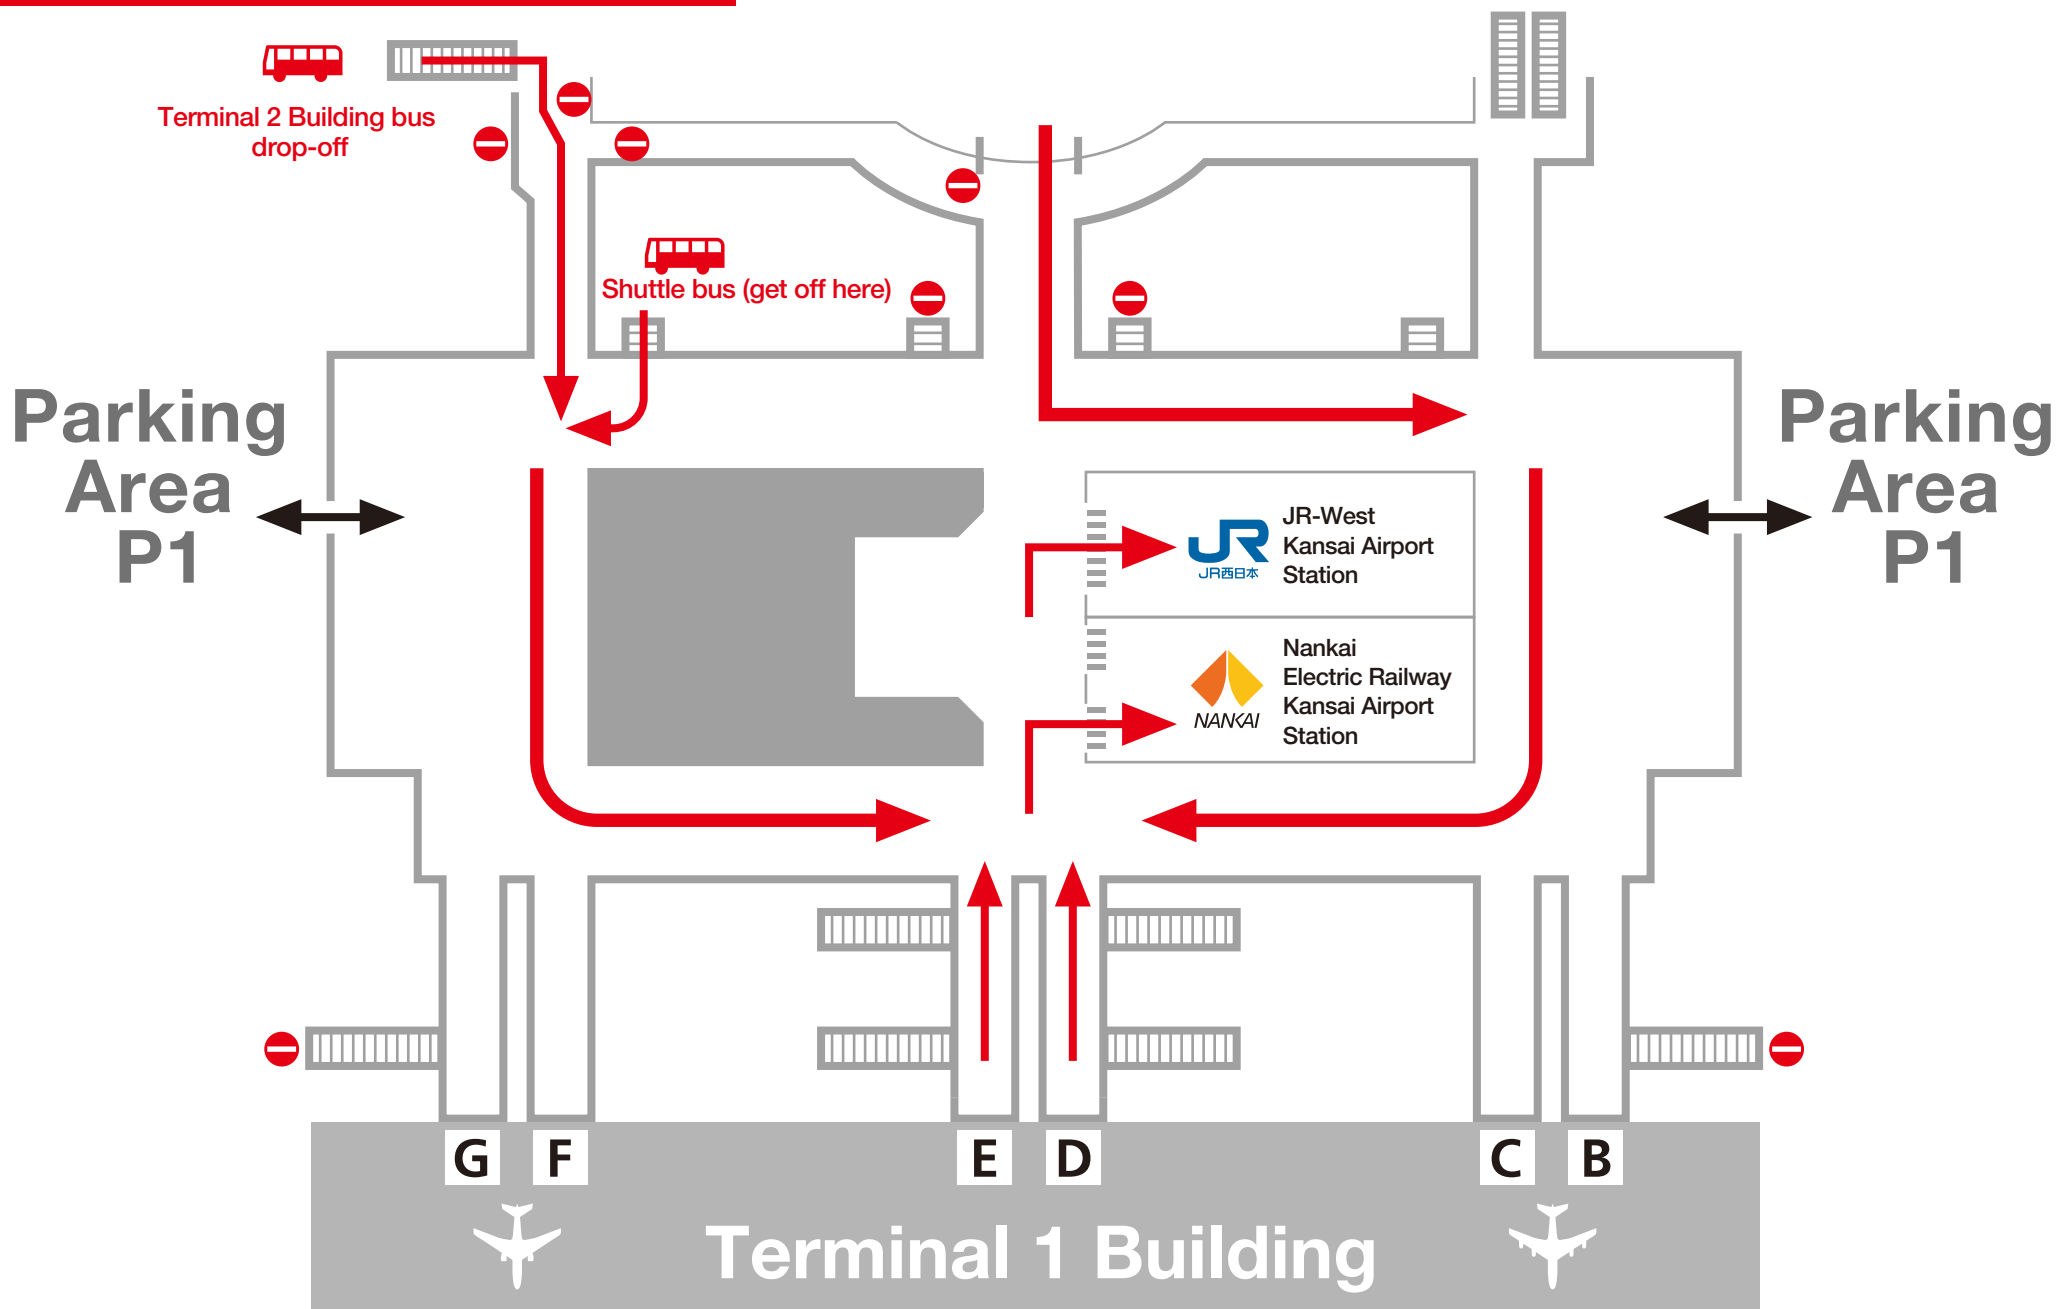 Terminal 2 Building bus
drop-off
Shuttle bus (get off here)
Parking
Area
P1
JR
JR西日本
JR-West
Kansai Airport
Station
NANKAI
Nankai
Electric Railway
Kansai Airport
Station
Parking
Area
P1
G
F
E
D
C
B
Terminal 1 Building